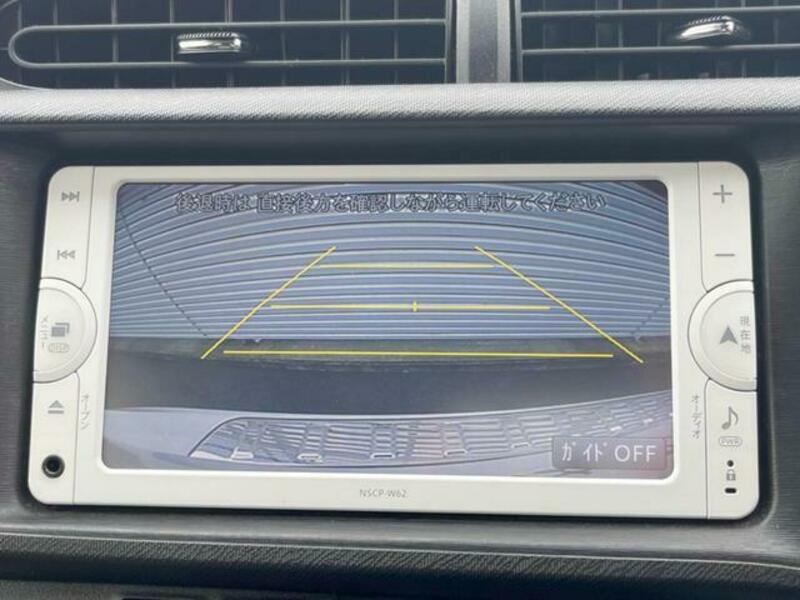 後退時は 直接後方を確認しながら運転してください
メニュー
DISP
オープン
現在地
オーディオ
PWR
ｶﾞｲﾄﾞ OFF
NSCP-W62